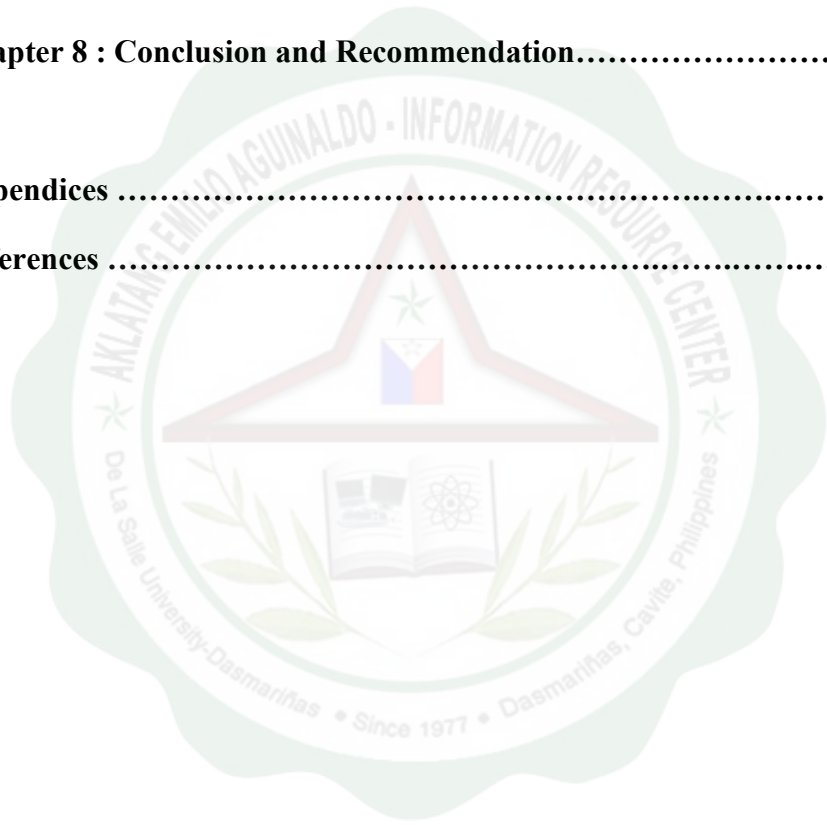 apter 8 : Conclusion and Recommendation……………………….
pendices …………………………………………………………..……..……
ferences ……………………………………………………..……..……..…
AKLATANG EMILIO AGUINALDO - INFORMATION RESOURCE CENTER
De La Salle University-Dasmariñas • Since 1977 • Dasmariñas, Cavite, Philippines